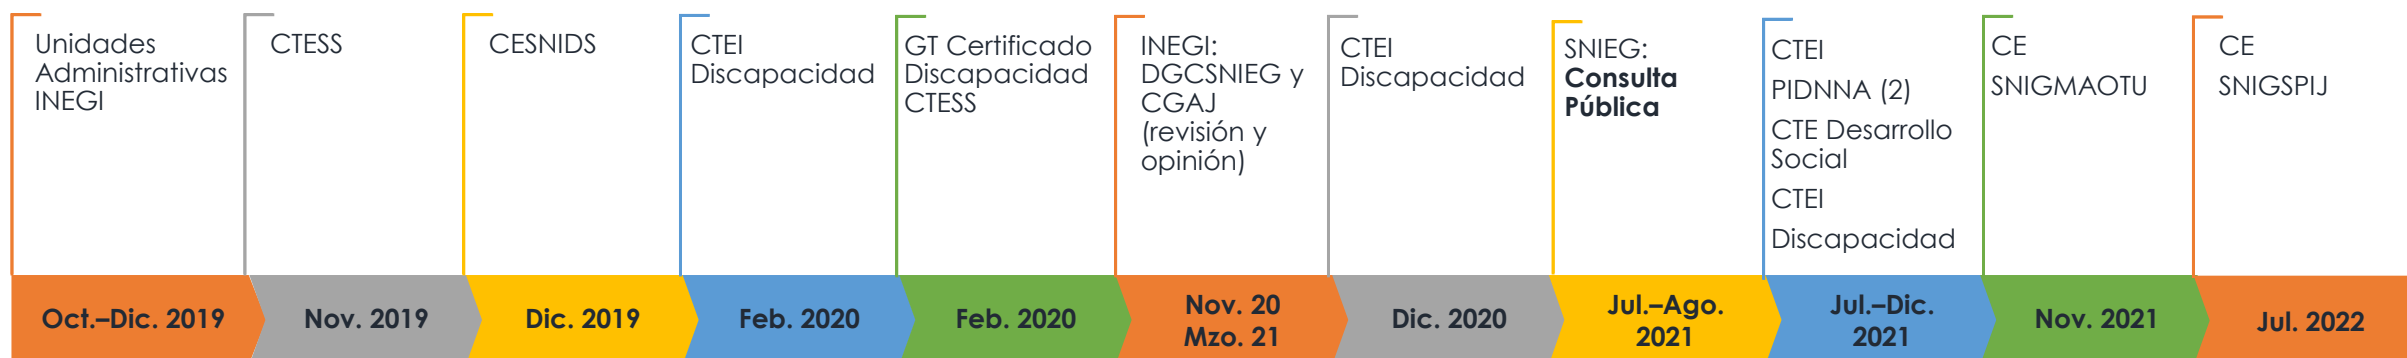 Unidades
Administrativas
INEGI
CTESS
CESNIDS
CTEI
Discapacidad
GT Certificado
Discapacidad
CTESS
INEGI:
DGCSNIEG y
CGAJ
(revisión y
opinión)
CTEI
Discapacidad
SNIEG:
Consulta
Pública
CTEI
PIDNNA (2)
CTE Desarrollo
Social
CTEI
Discapacidad
CE
SNIGMAOTU
CE
SNIGSPIJ
Oct.–Dic. 2019
Nov. 2019
Dic. 2019
Feb. 2020
Feb. 2020
Nov. 20
Mzo. 21
Dic. 2020
Jul.–Ago.
2021
Jul.–Dic.
2021
Nov. 2021
Jul. 2022